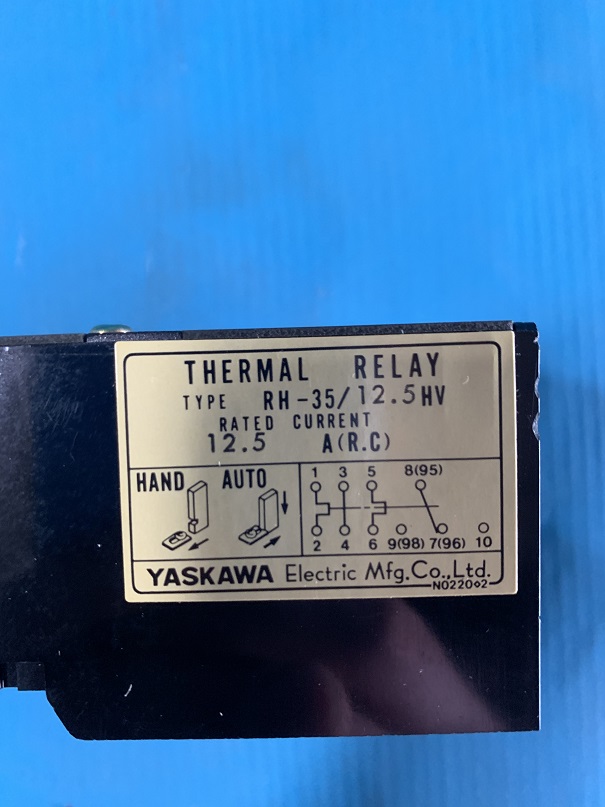 THERMAL RELAY
TYPE RH-35/12.5HV
RATED CURRENT
12.5 A(R.C)
HAND AUTO
1 3 5 8(95)
2 4 6 9(98) 7(96) 10
YASKAWA Electric Mfg.Co.,Ltd.